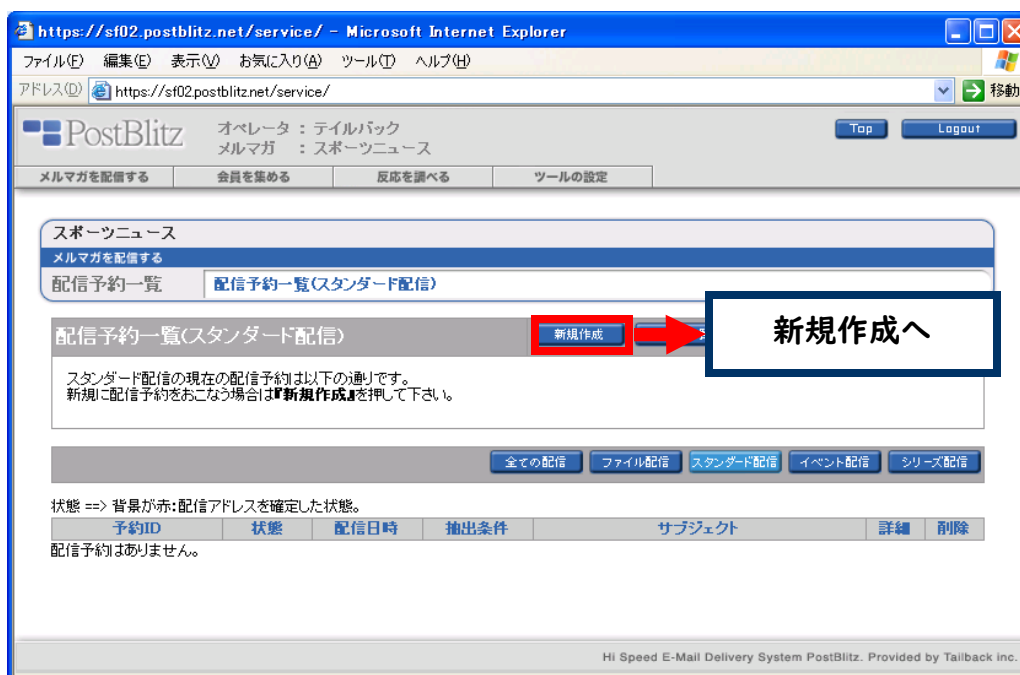 https://sf02.postblitz.net/service/ - Microsoft Internet Explorer
ファイル(F) 編集(E) 表示(V) お気に入り(A) ツール(T) ヘルプ(H)
アドレス(D) https://sf02.postblitz.net/service/ 移動
PostBlitz
オペレータ : テイルバック
メルマガ : スポーツニュース
Top Logout
メルマガを配信する 会員を集める 反応を調べる ツールの設定
スポーツニュース
メルマガを配信する
配信予約一覧 配信予約一覧(スタンダード配信)
配信予約一覧(スタンダード配信) 新規作成
新規作成へ
スタンダード配信の現在の配信予約は以下の通りです。
新規に配信予約をおこなう場合は『新規作成』を押して下さい。
全ての配信 ファイル配信 スタンダード配信 イベント配信 シリーズ配信
状態 ==> 背景が赤:配信アドレスを確定した状態。
予約ID 状態 配信日時 抽出条件 サブジェクト 詳細 削除
配信予約はありません。
Hi Speed E-Mail Delivery System PostBlitz. Provided by Tailback inc.